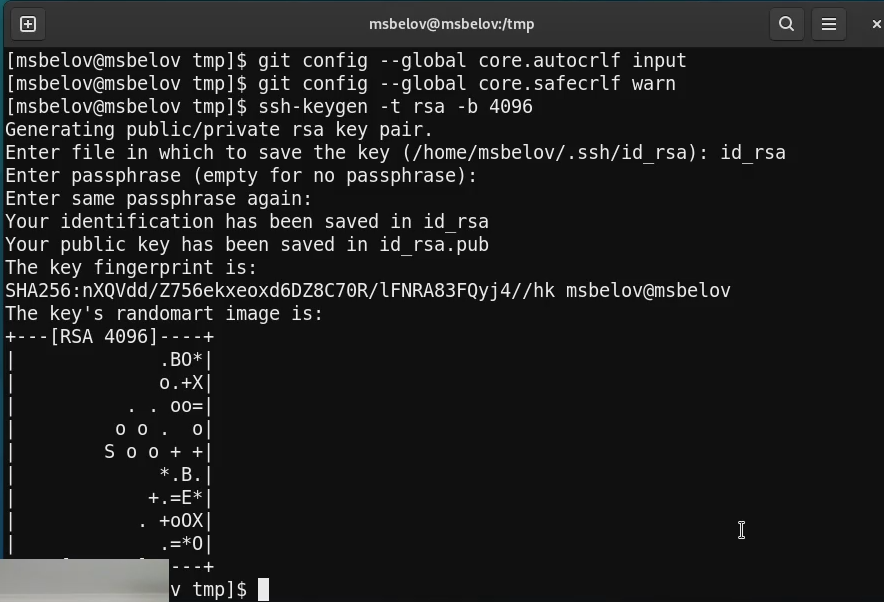 msbelov@msbelov:/tmp
[msbelov@msbelov tmp]$ git config --global core.autocrlf input
[msbelov@msbelov tmp]$ git config --global core.safecrlf warn
[msbelov@msbelov tmp]$ ssh-keygen -t rsa -b 4096
Generating public/private rsa key pair.
Enter file in which to save the key (/home/msbelov/.ssh/id_rsa): id_rsa
Enter passphrase (empty for no passphrase):
Enter same passphrase again:
Your identification has been saved in id_rsa
Your public key has been saved in id_rsa.pub
The key fingerprint is:
SHA256:nXQVdd/Z756ekxeoxd6DZ8C70R/lFNRA83FQyj4//hk msbelov@msbelov
The key's randomart image is:
+---[RSA 4096]----+
|             .BO*|
|             o.+X|
|          . . oo=|
|         o o .  o|
|        S o o + +|
|             *.B.|
|            +.=E*|
|           . +oOX|
|             .=*O|
---+
v tmp]$